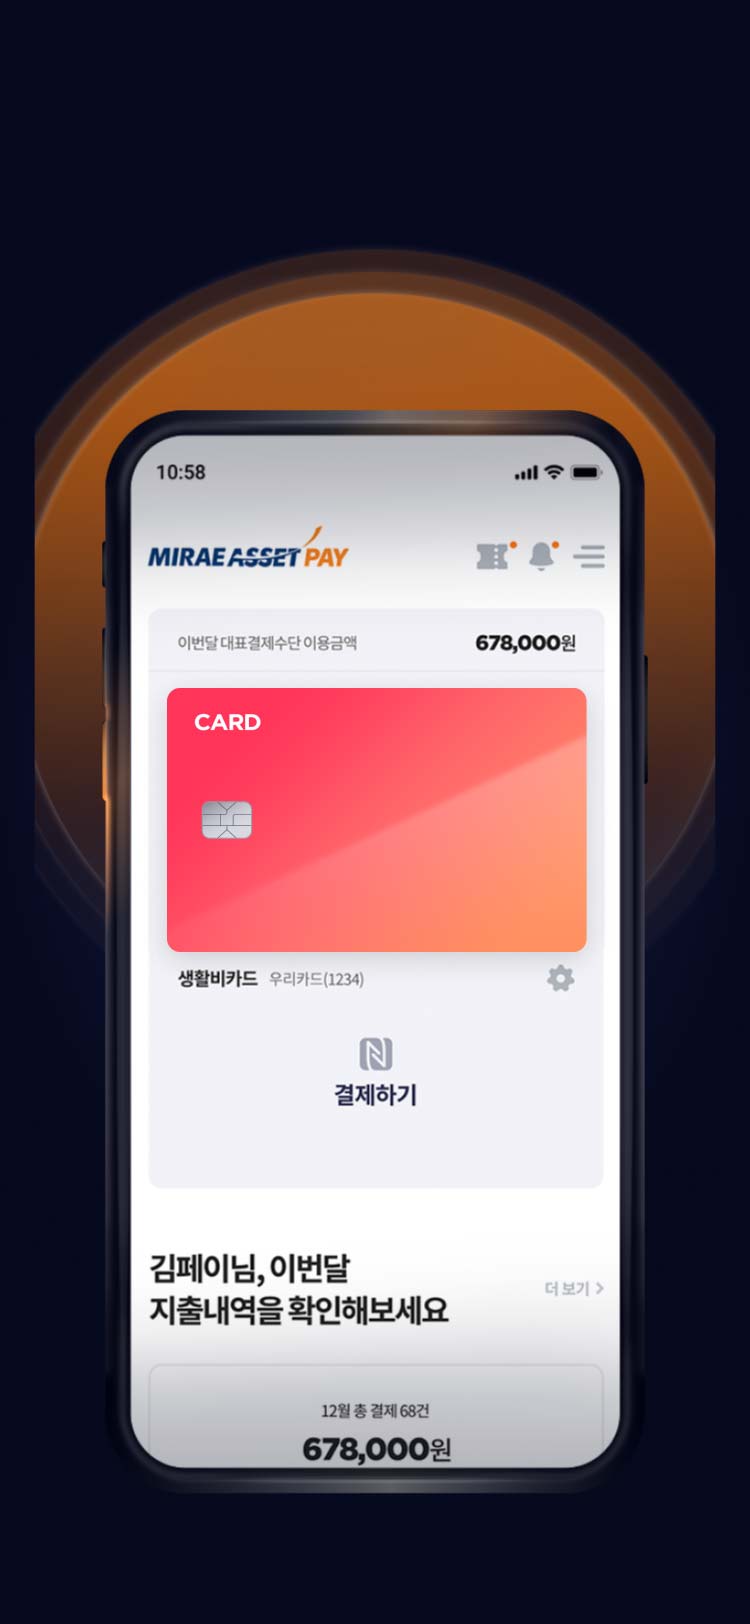 10:58
MIRAE ASSET PAY
이번달 대표결제수단 이용금액 678,000원
CARD
생활비카드 우리카드(1234)
결제하기
김페이님, 이번달
지출내역을 확인해보세요
더 보기
12월 총 결제 68건
678,000원